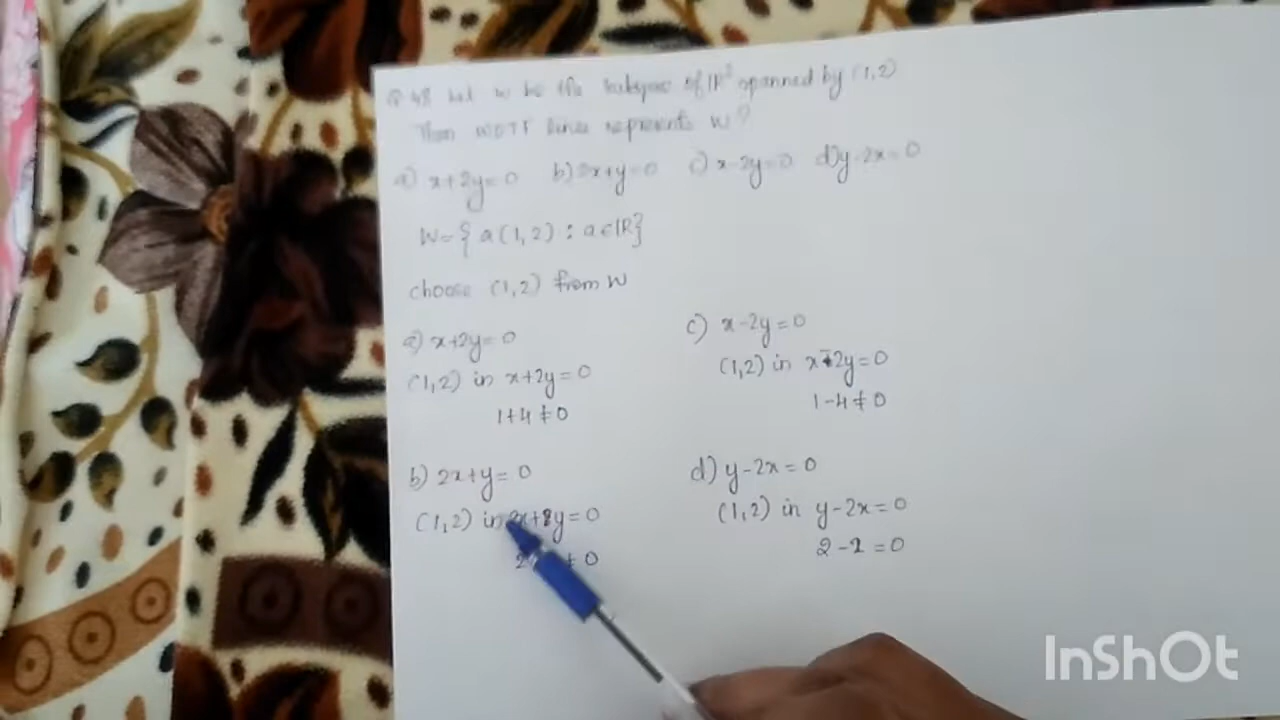 Q 48 Let W be the subspace of IR² spanned by (1,2)
Then WOTF lines represents W?
a) x+2y=0 b) 2x+y=0 c) x-2y=0 d) y-2x=0
W={ a(1,2) : a∈IR}
choose (1,2) from W
a) x+2y=0
(1,2) in x+2y=0
1+4≠0
b) 2x+y=0
(1,2) in y=0
2 ≠ 0
c) x-2y=0
(1,2) in x-2y=0
1-4≠0
d) y-2x=0
(1,2) in y-2x=0
2-2=0
InShOt